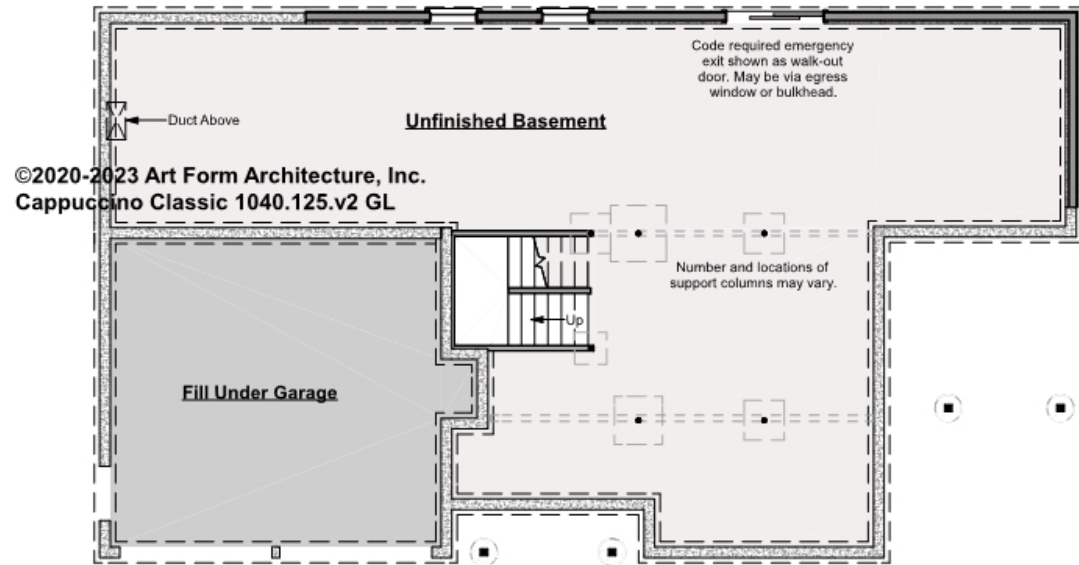 Code required emergency
exit shown as walk-out
door. May be via egress
window or bulkhead.
Duct Above
Unfinished Basement
©2020-2023 Art Form Architecture, Inc.
Cappuccino Classic 1040.125.v2 GL
Number and locations of
support columns may vary.
Up
Fill Under Garage